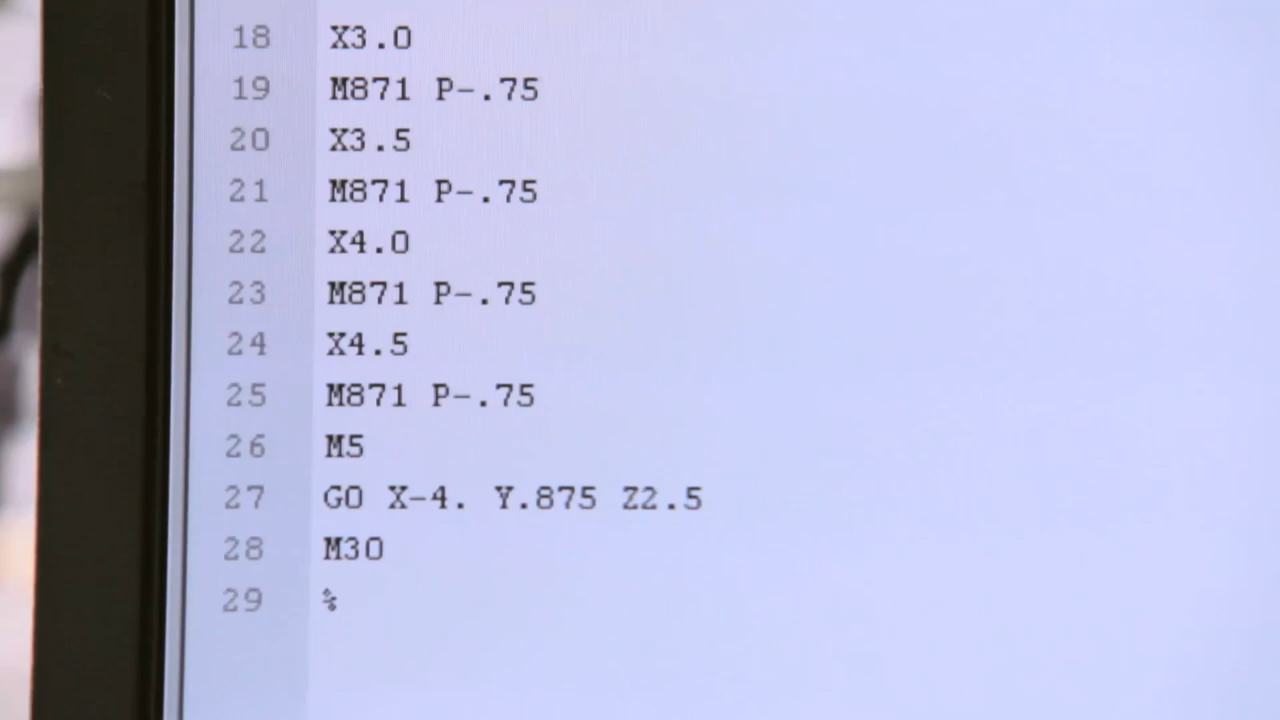 18 X3.0
19 M871 P-.75
20 X3.5
21 M871 P-.75
22 X4.0
23 M871 P-.75
24 X4.5
25 M871 P-.75
26 M5
27 G0 X-4. Y.875 Z2.5
28 M30
29 %